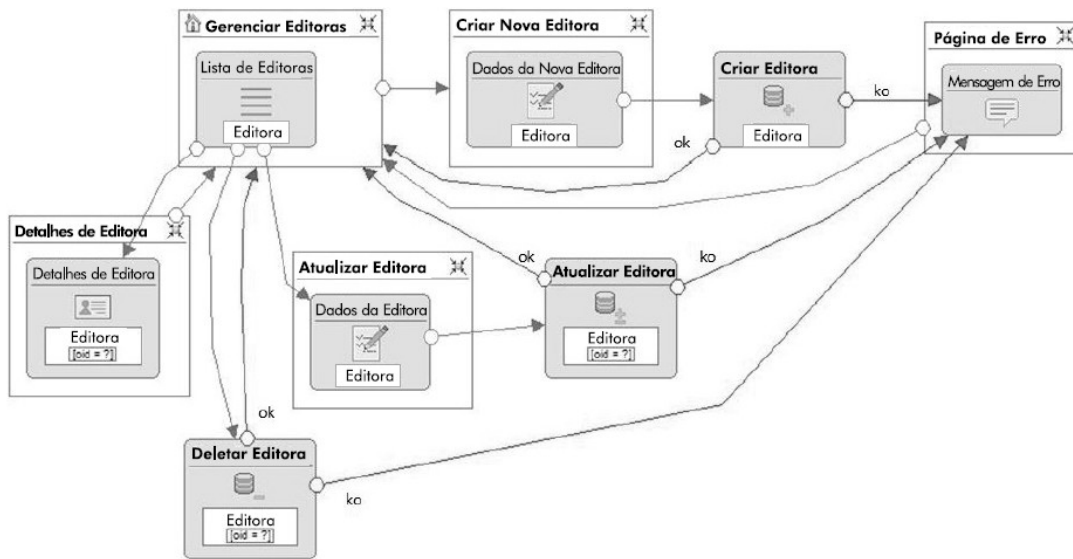 Gerenciar Editoras
Lista de Editoras
Editora
Criar Nova Editora
Dados da Nova Editora
Editora
Criar Editora
Editora
ok
ko
Página de Erro
Mensagem de Erro
Detalhes de Editora
Detalhes de Editora
Editora
[oid = ?]
Atualizar Editora
Dados da Editora
Editora
ok
Atualizar Editora
Editora
[oid = ?]
ko
ok
Deletar Editora
Editora
[oid = ?]
ko